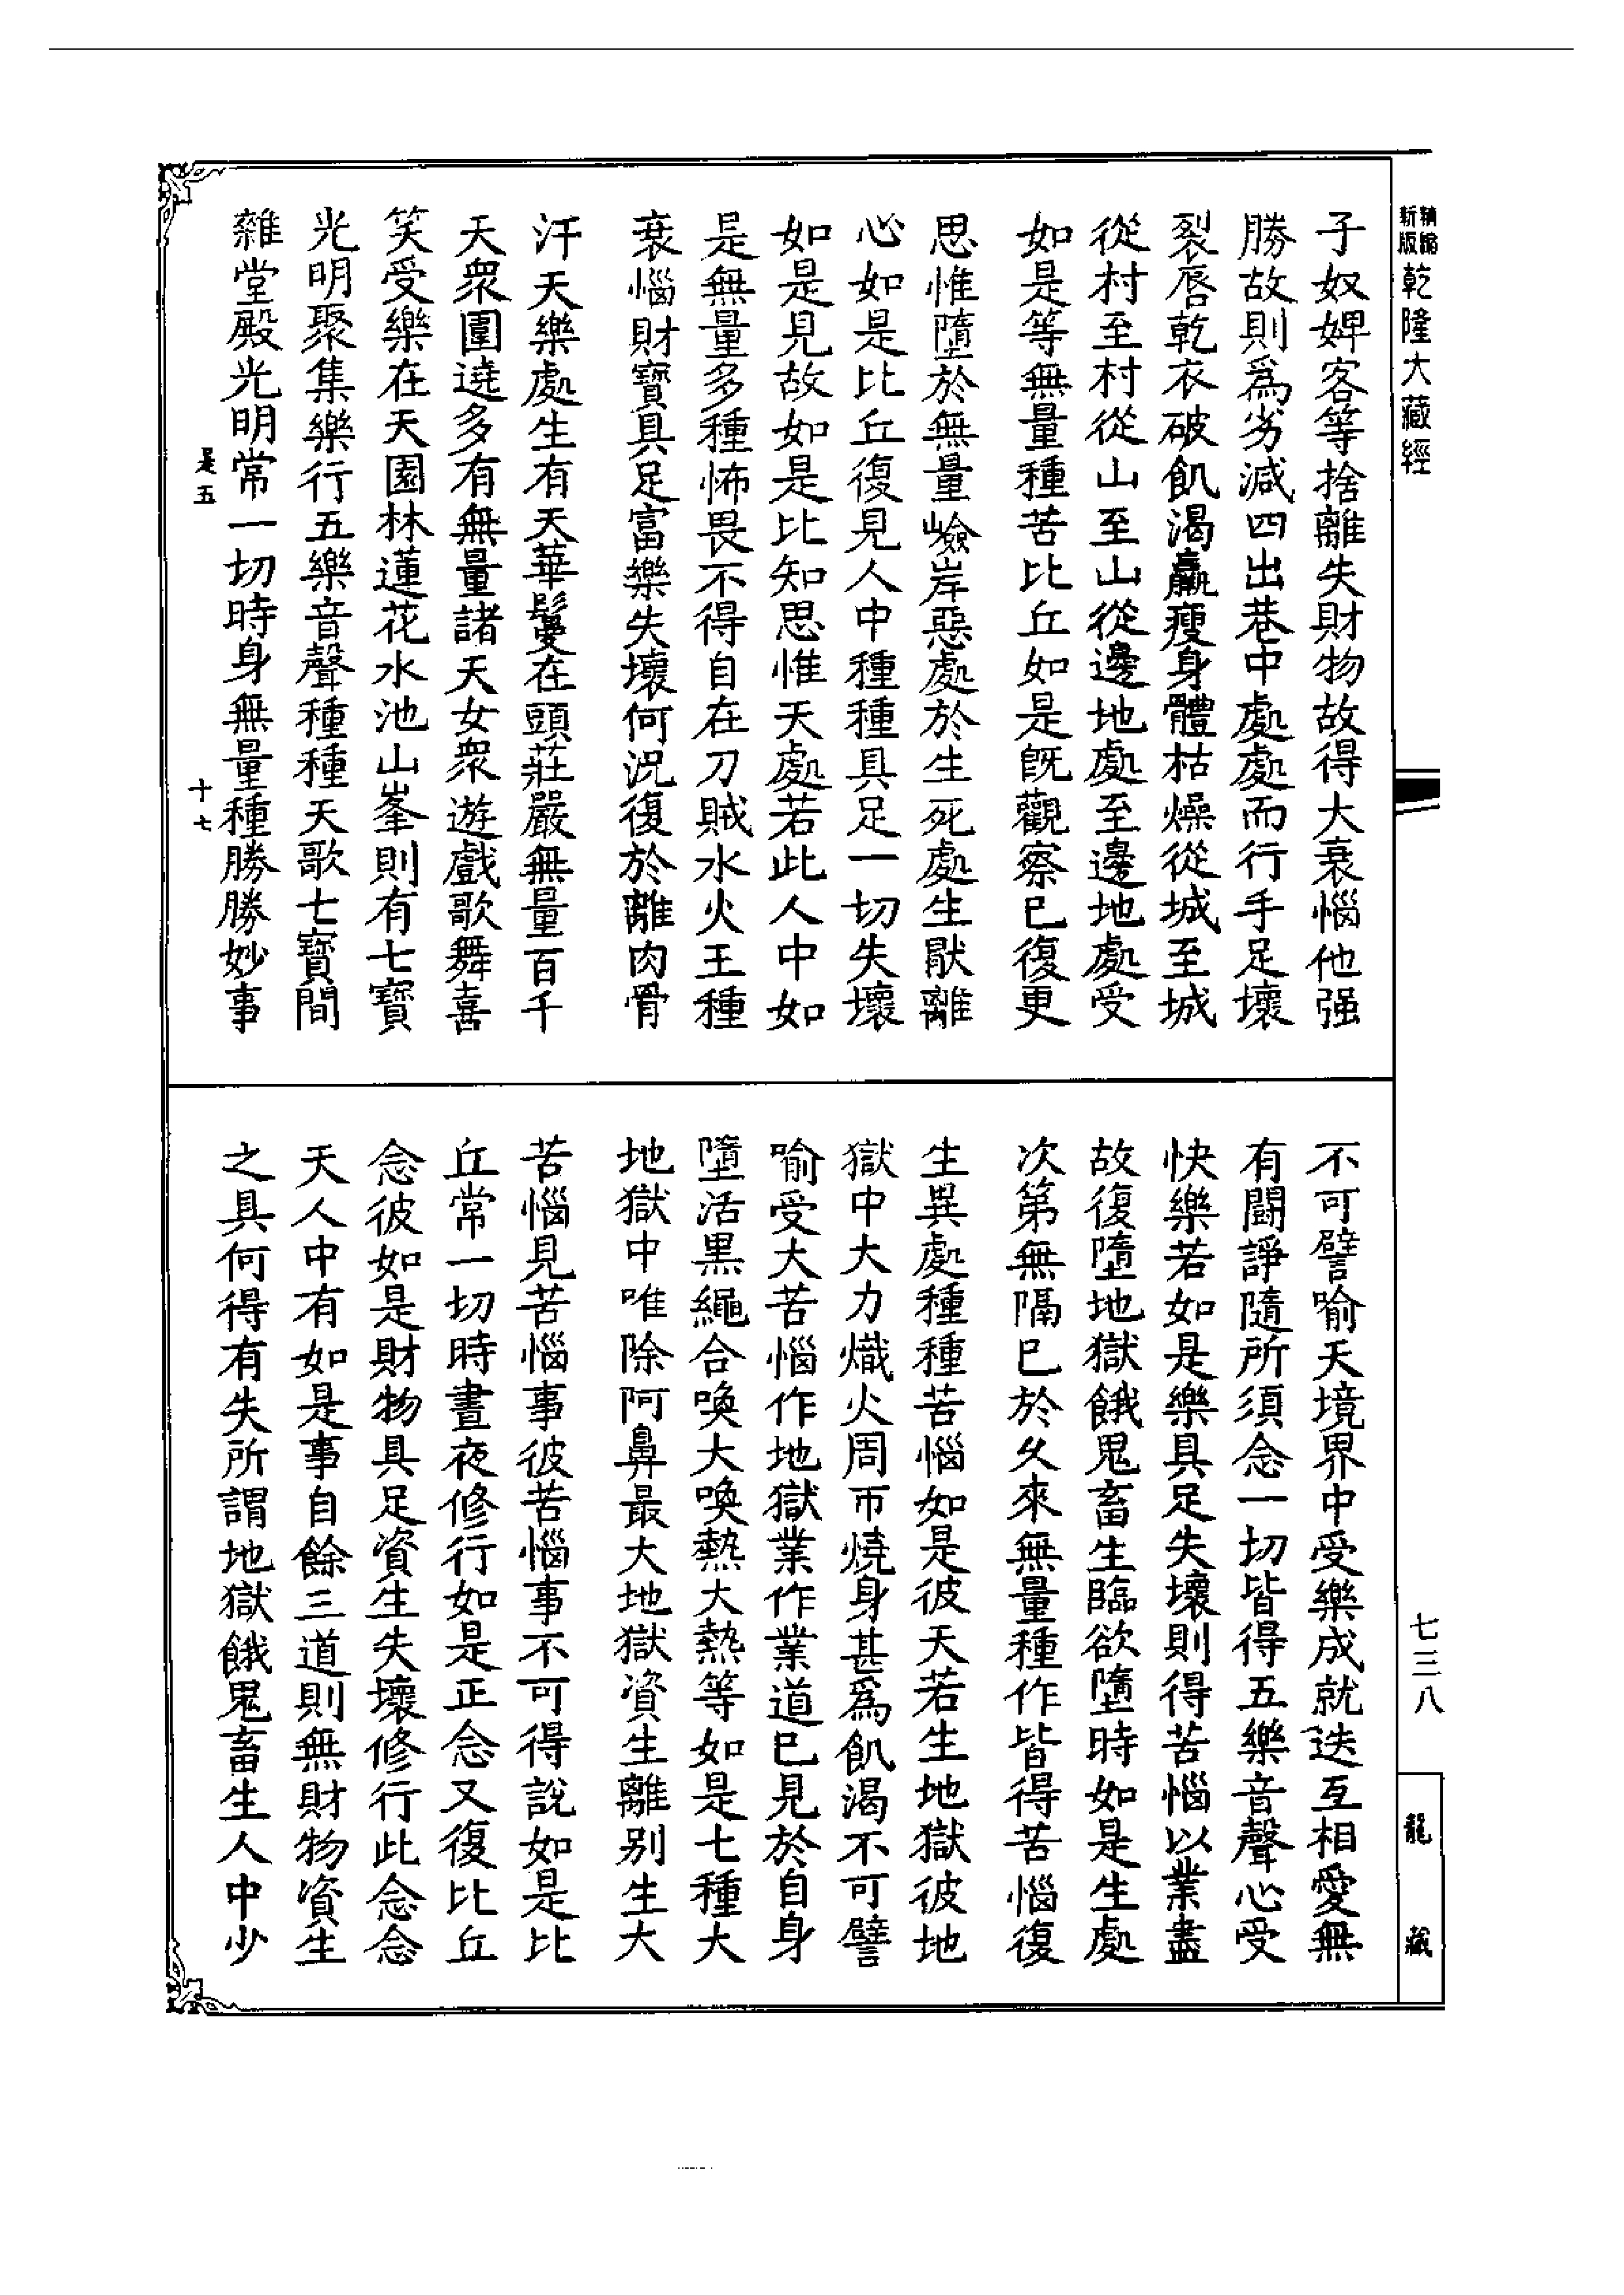 精縮新版乾隆大藏經
子奴婢客等捨離失財物故得大衰惱他强
勝故則爲劣減四出巷中處處而行手足壞
裂唇乾衣破飢渴羸瘦身體枯燥從城至城
從村至村從山至山從邊地處至邊地處受
如是等無量種苦比丘如是旣觀察已復更
思惟墮於無量嶮岸惡處於生死處生厭離
心如是比丘復見人中種種具足一切失壞
如是見故如是比知思惟天處若此人中如
是無量多種怖畏不得自在刀賊水火王種
衰惱財寶具足富樂失壞何況復於離肉骨
汗天樂處生有天華鬘在頭莊嚴無量百千
天衆圍遶多有無量諸天女衆遊戲歌舞喜
笑受樂在天園林蓮花水池山峯則有七寶
光明聚集樂行五樂音聲種種天歌七寶間
雜堂殿光明常一切時身無量種勝勝妙事
是五
十七
不可譬喻天境界中受樂成就迭互相愛無
有鬪諍隨所須念一切皆得五樂音聲心受
快樂若如是樂具足失壞則得苦惱以業盡
故復墮地獄餓鬼畜生臨欲墮時如是生處
次第無隔已於久來無量種作皆得苦惱復
生異處種種苦惱如是彼天若生地獄彼地
獄中大力熾火周帀燒身甚爲飢渴不可譬
喻受大苦惱作地獄業作業道已見於自身
墮活黑繩合喚大喚熱大熱等如是七種大
地獄中唯除阿鼻最大地獄資生離别生大
苦惱見苦惱事彼苦惱事不可得說如是比
丘常一切時晝夜修行如是正念又復比丘
念彼如是財物具足資生失壞修行此念念
天人中有如是事自餘三道則無財物資生
之具何得有失所謂地獄餓鬼畜生人中少
七三八
龍藏